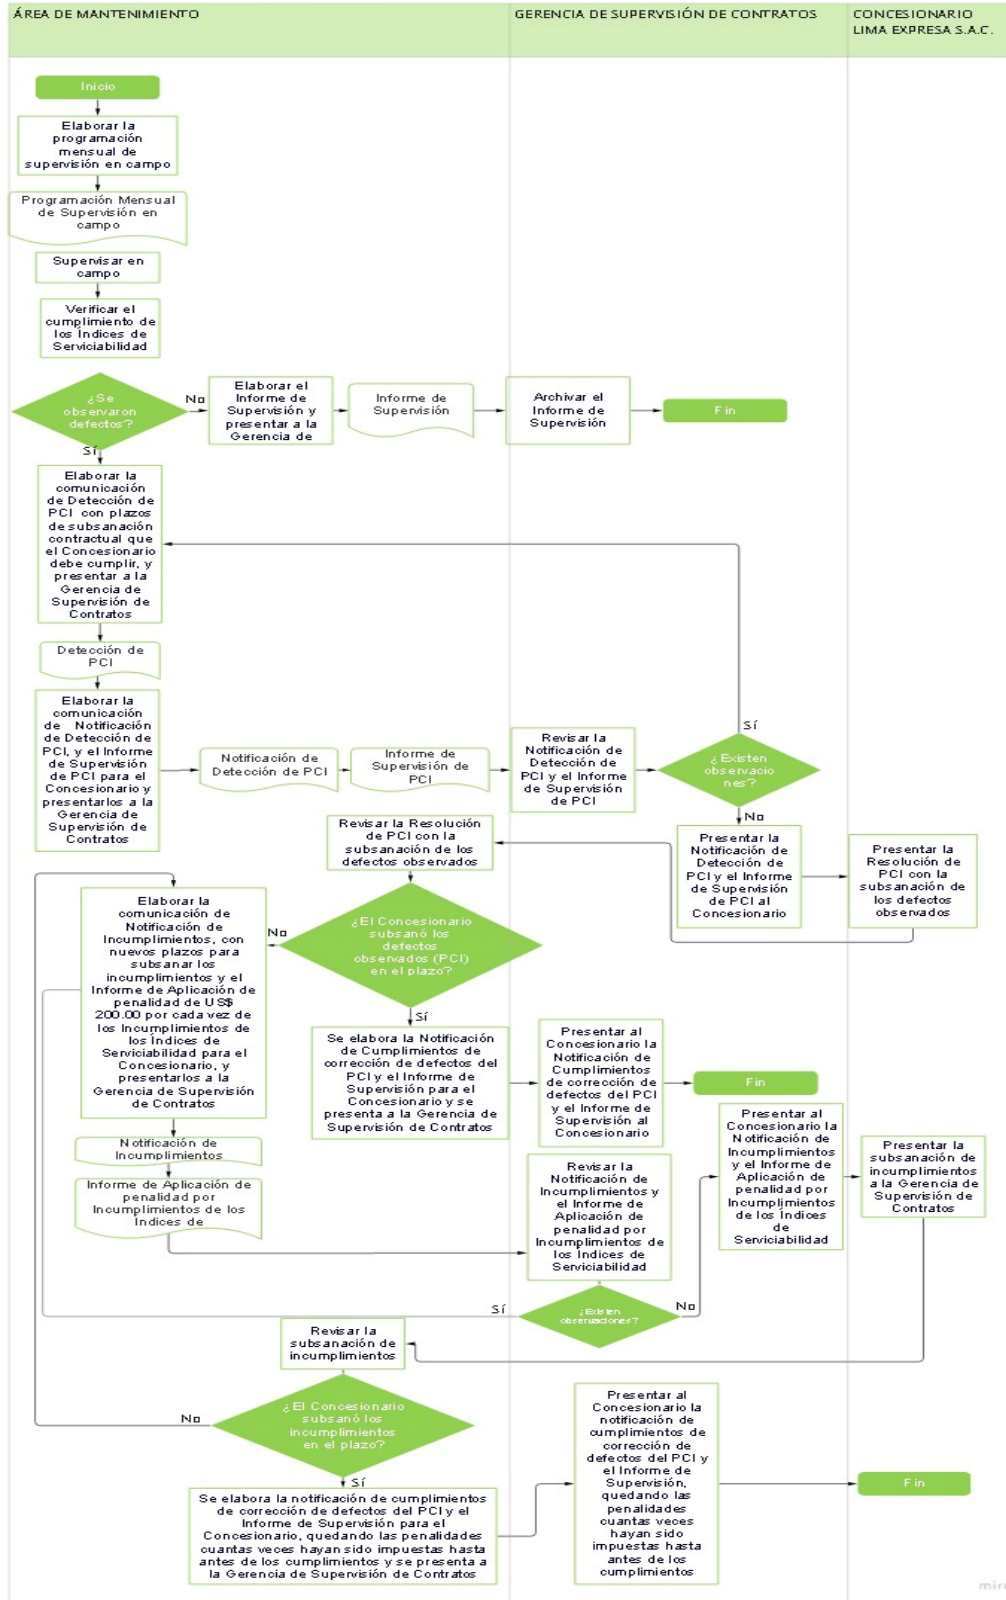 ÁREA DE MANTENIMIENTO
GERENCIA DE SUPERVISIÓN DE CONTRATOS
CONCESIONARIO
LIMA EXPRESA S.A.C.
Inicio
Elaborar la
programación
mensual de
supervisión en campo
Programación Mensual
de Supervisión en
campo
Supervisar en
campo
Verificar el
cumplimiento de
los Índices de
Serviciabilidad
¿Se
observaron
defectos?
No
Elaborar el
Informe de
Supervisión y
presentar a la
Gerencia de
Informe de
Supervisión
Archivar el
Informe de
Supervisión
Fin
Sí
Elaborar la
comunicación
de Detección de
PCI con plazos
de subsanación
contractual que
el Concesionario
debe cumplir, y
presentar a la
Gerencia de
Supervisión de
Contratos
Detección de
PCI
Elaborar la
comunicación
de Notificación
de Detección de
PCI, y el Informe
de Supervisión
de PCI para el
Concesionario y
presentarlos a la
Gerencia de
Supervisión de
Contratos
Notificación de
Detección de PCI
Informe de
Supervisión de
PCI
Revisar la
Notificación de
Detección de
PCI y el Informe
de Supervisión
de PCI
Sí
¿Existen
observacio
nes?
No
Presentar la
Notificación de
Detección de
PCI y el Informe
de Supervisión
de PCI al
Concesionario
Presentar la
Resolución de
PCI con la
subsanación de
los defectos
observados
Revisar la Resolución
de PCI con la
subsanación de los
defectos observados
¿El Concesionario
subsanó los
defectos
observados (PCI)
en el plazo?
No
Elaborar la
comunicación de
Notificación de
Incumplimientos, con
nuevos plazos para
subsanar los
incumplimientos y el
Informe de Aplicación de
penalidad de US$
200.00 por cada vez de
los Incumplimientos de
los Índices de
Serviciabilidad para el
Concesionario, y
presentarlos a la
Gerencia de Supervisión
de Contratos
Sí
Se elabora la Notificación
de Cumplimientos de
corrección de defectos del
PCI y el Informe de
Supervisión para el
Concesionario y se
presenta a la Gerencia de
Supervisión de Contratos
Presentar al
Concesionario la
Notificación de
Cumplimientos
de corrección de
defectos del PCI
y el Informe de
Supervisión al
Concesionario
Fin
Notificación de
Incumplimientos
Informe de Aplicación de
penalidad por
Incumplimientos de los
Índices de
Revisar la
Notificación de
Incumplimientos y
el Informe de
Aplicación de
penalidad por
Incumplimientos de
los Índices de
Serviciabilidad
Presentar al
Concesionario la
Notificación de
Incumplimientos
y el Informe de
Aplicación de
penalidad por
Incumplimientos
de los Índices
de
Serviciabilidad
Presentar la
subsanación de
incumplimientos
a la Gerencia de
Supervisión de
Contratos
Sí
¿Existen
observaciones?
No
Revisar la
subsanación de
incumplimientos
¿El Concesionario
subsanó los
incumplimientos
en el plazo?
No
Sí
Se elabora la notificación de cumplimientos
de corrección de defectos del PCI y el
Informe de Supervisión para el
Concesionario, quedando las penalidades
cuantas veces hayan sido impuestas hasta
antes de los cumplimientos y se presenta a
la Gerencia de Supervisión de Contratos
Presentar al
Concesionario la
notificación de
cumplimientos de
corrección de
defectos del PCI y
el Informe de
Supervisión,
quedando las
penalidades
cuantas veces
hayan sido
impuestas hasta
antes de los
cumplimientos
Fin